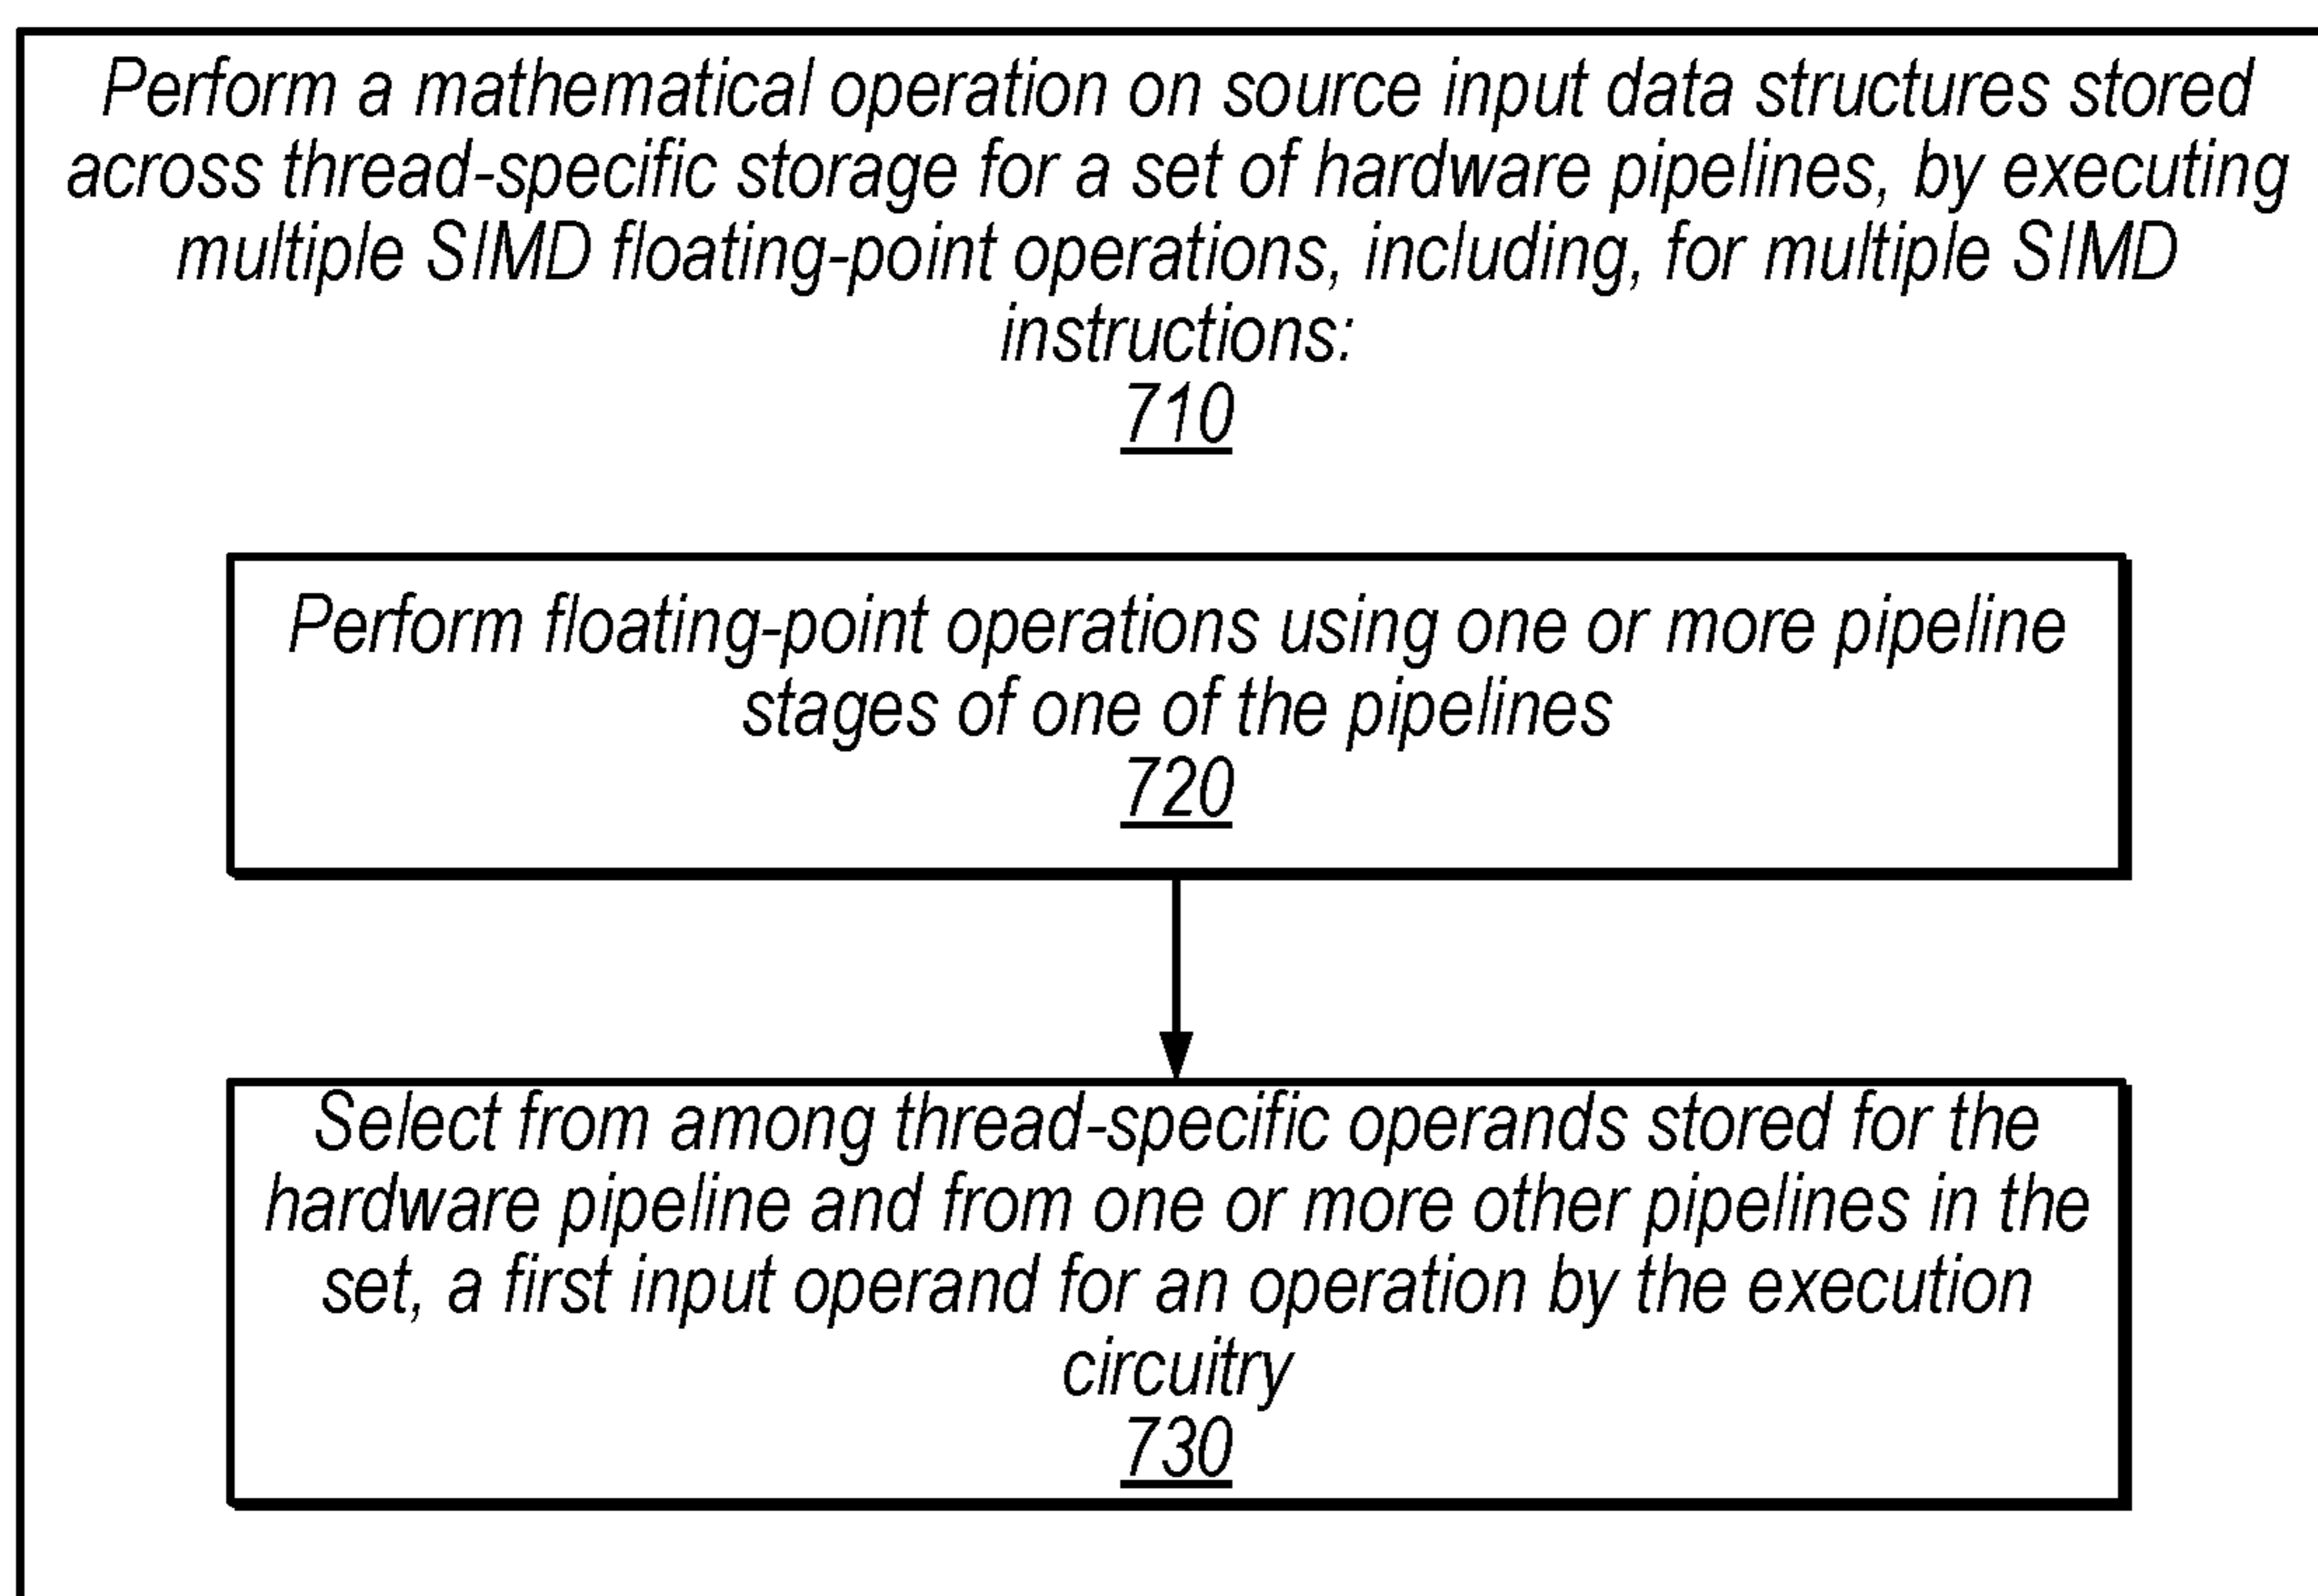 Perform a mathematical operation on source input data structures stored
across thread-specific storage for a set of hardware pipelines, by executing
multiple SIMD floating-point operations, including, for multiple SIMD
instructions:
710
Perform floating-point operations using one or more pipeline
stages of one of the pipelines
720
Select from among thread-specific operands stored for the
hardware pipeline and from one or more other pipelines in the
set, a first input operand for an operation by the execution
circuitry
730